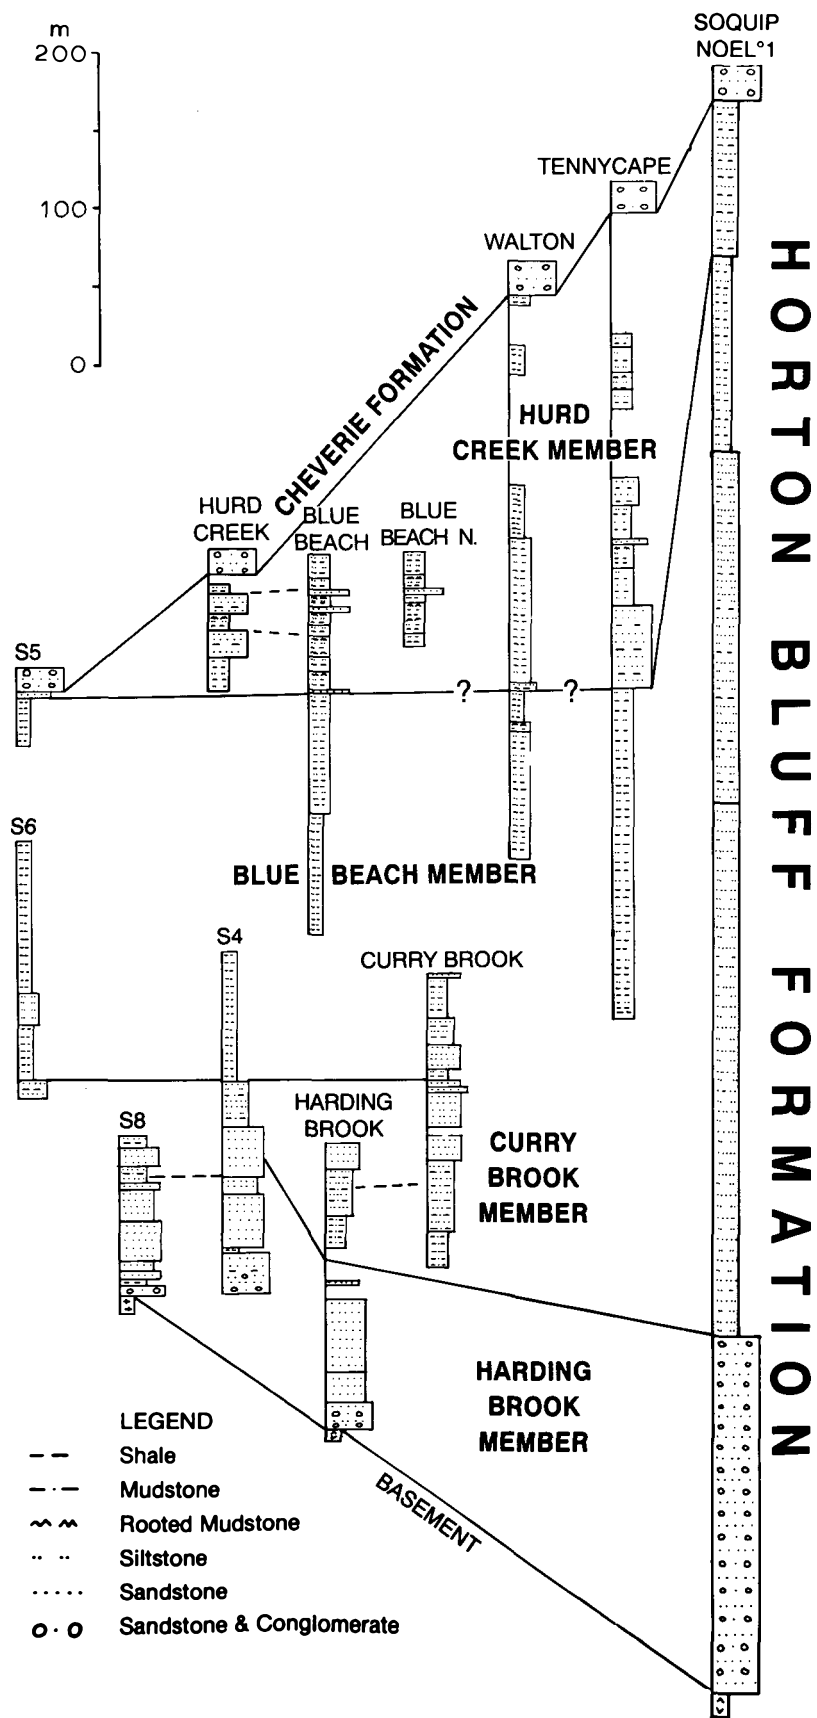 m
200
100
0
SOQUIP
NOEL°1
TENNYCAPE
WALTON
CHEVERIE FORMATION
HURD
CREEK MEMBER
HURD
CREEK
BLUE
BEACH
BLUE
BEACH N.
S5
?
?
S6
BLUE BEACH MEMBER
S4
CURRY BROOK
S8
HARDING
BROOK
CURRY
BROOK
MEMBER
HARDING
BROOK
MEMBER
BASEMENT
HORTON BLUFF FORMATION
LEGEND
Shale
Mudstone
Rooted Mudstone
Siltstone
Sandstone
Sandstone & Conglomerate